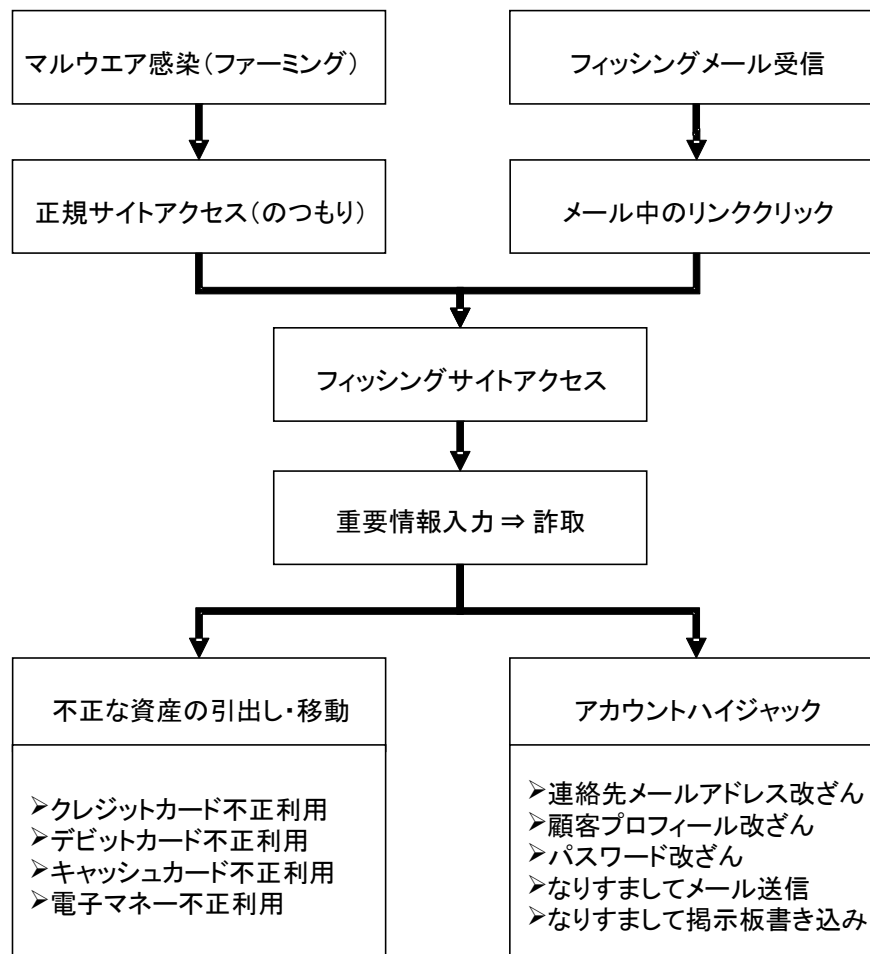 マルウエア感染(ファーミング)
フィッシングメール受信
正規サイトアクセス(のつもり)
メール中のリンククリック
フィッシングサイトアクセス
重要情報入力 ⇒ 詐取
不正な資産の引出し・移動
アカウントハイジャック
➢クレジットカード不正利用
➢デビットカード不正利用
➢キャッシュカード不正利用
➢電子マネー不正利用
➢連絡先メールアドレス改ざん
➢顧客プロフィール改ざん
➢パスワード改ざん
➢なりすましてメール送信
➢なりすまして掲示板書き込み